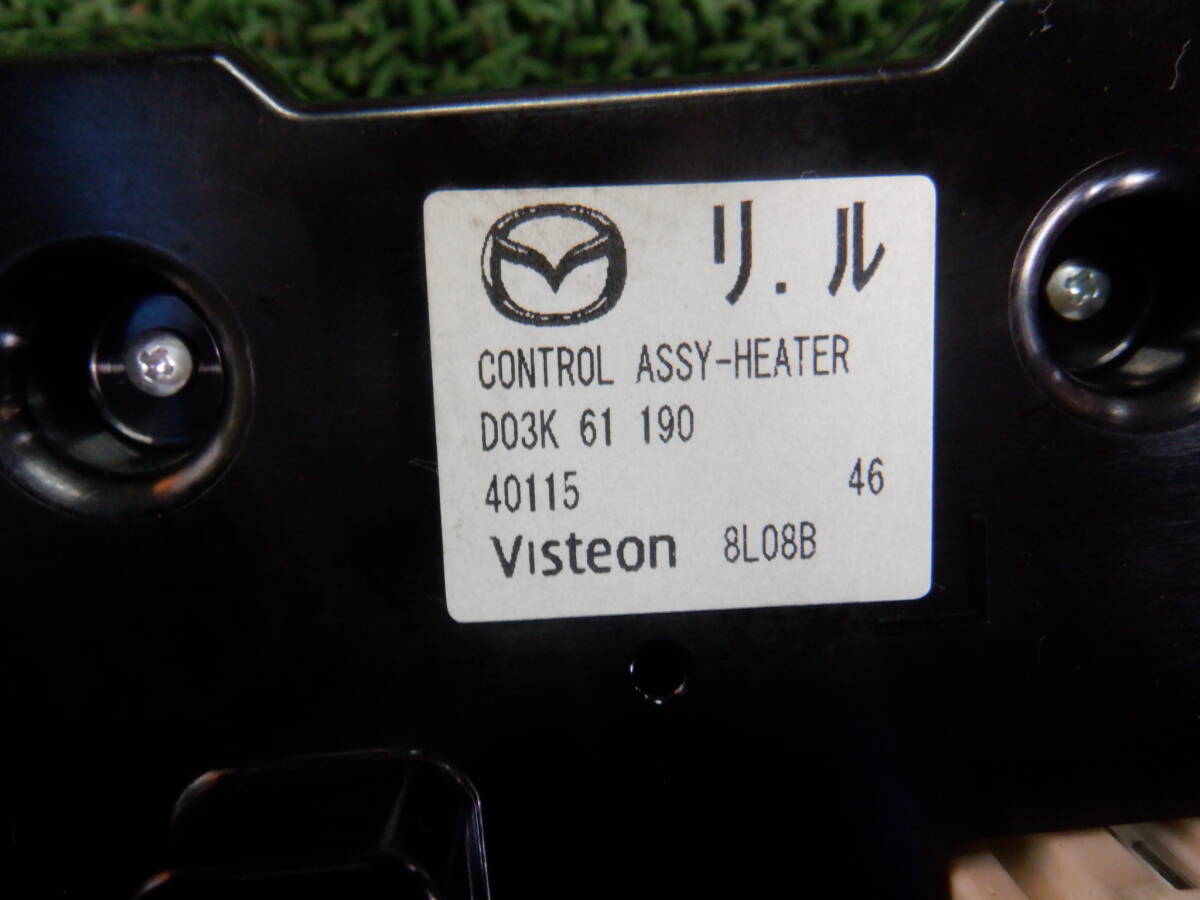 リ.ル
CONTROL ASSY-HEATER
D03K 61 190
40115 46
Visteon 8L08B